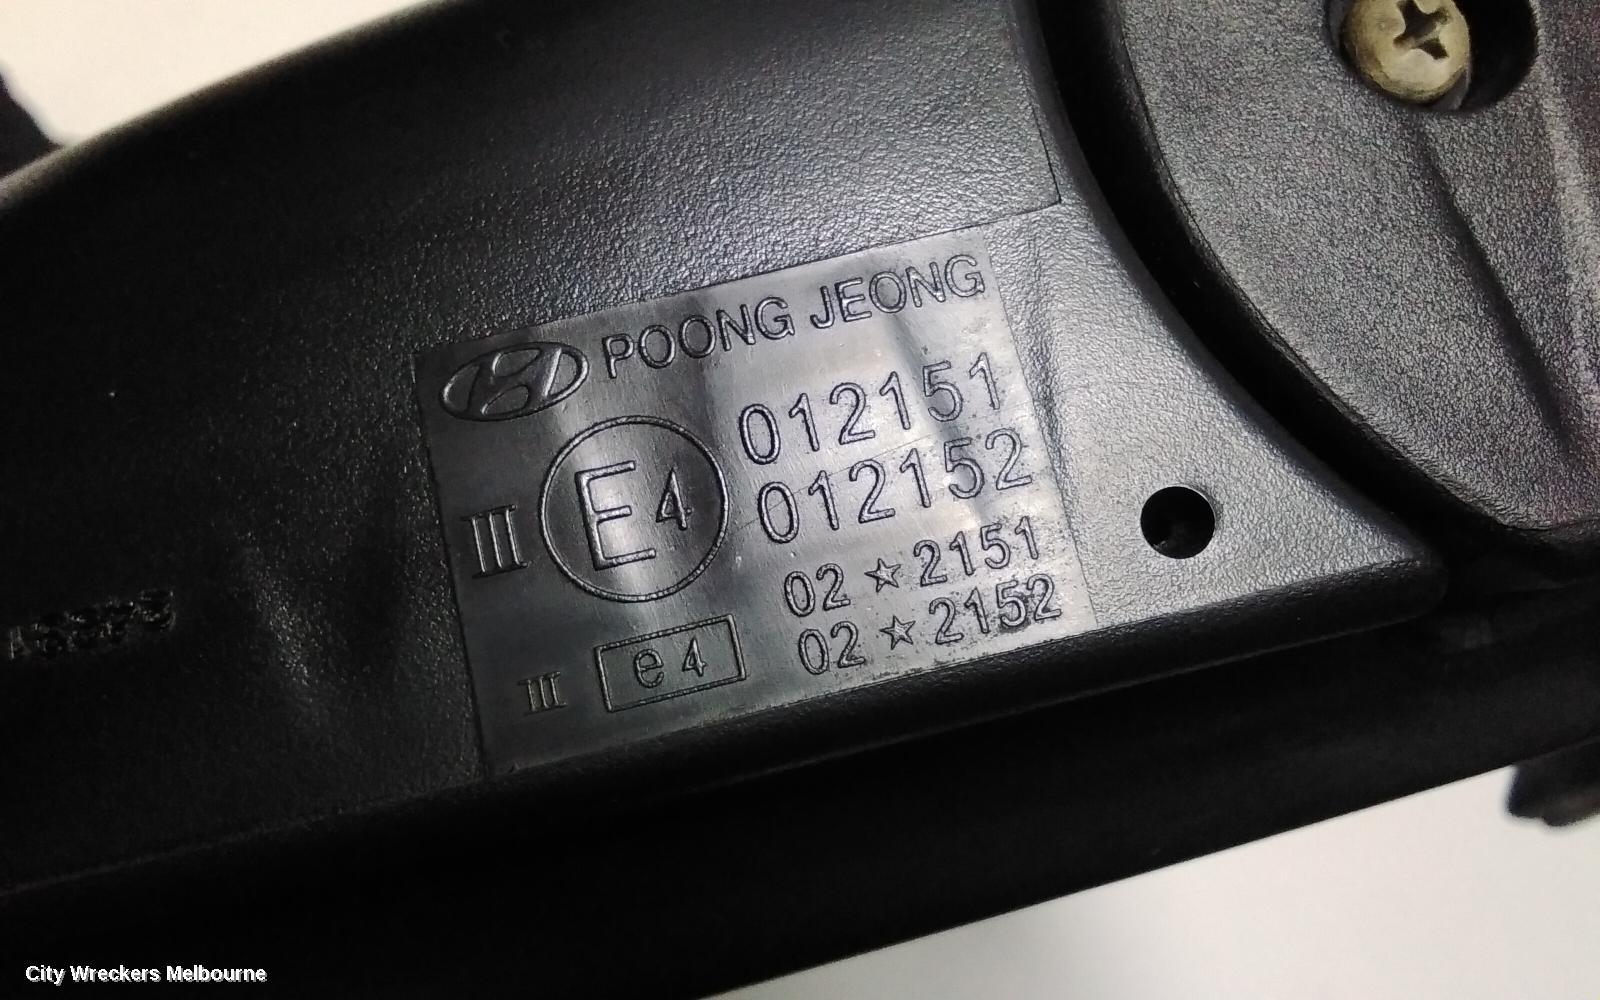 POONG JEONG
012151
012152
III E4
02 ☆ 2151
02 ☆ 2152
III e4
City Wreckers Melbourne